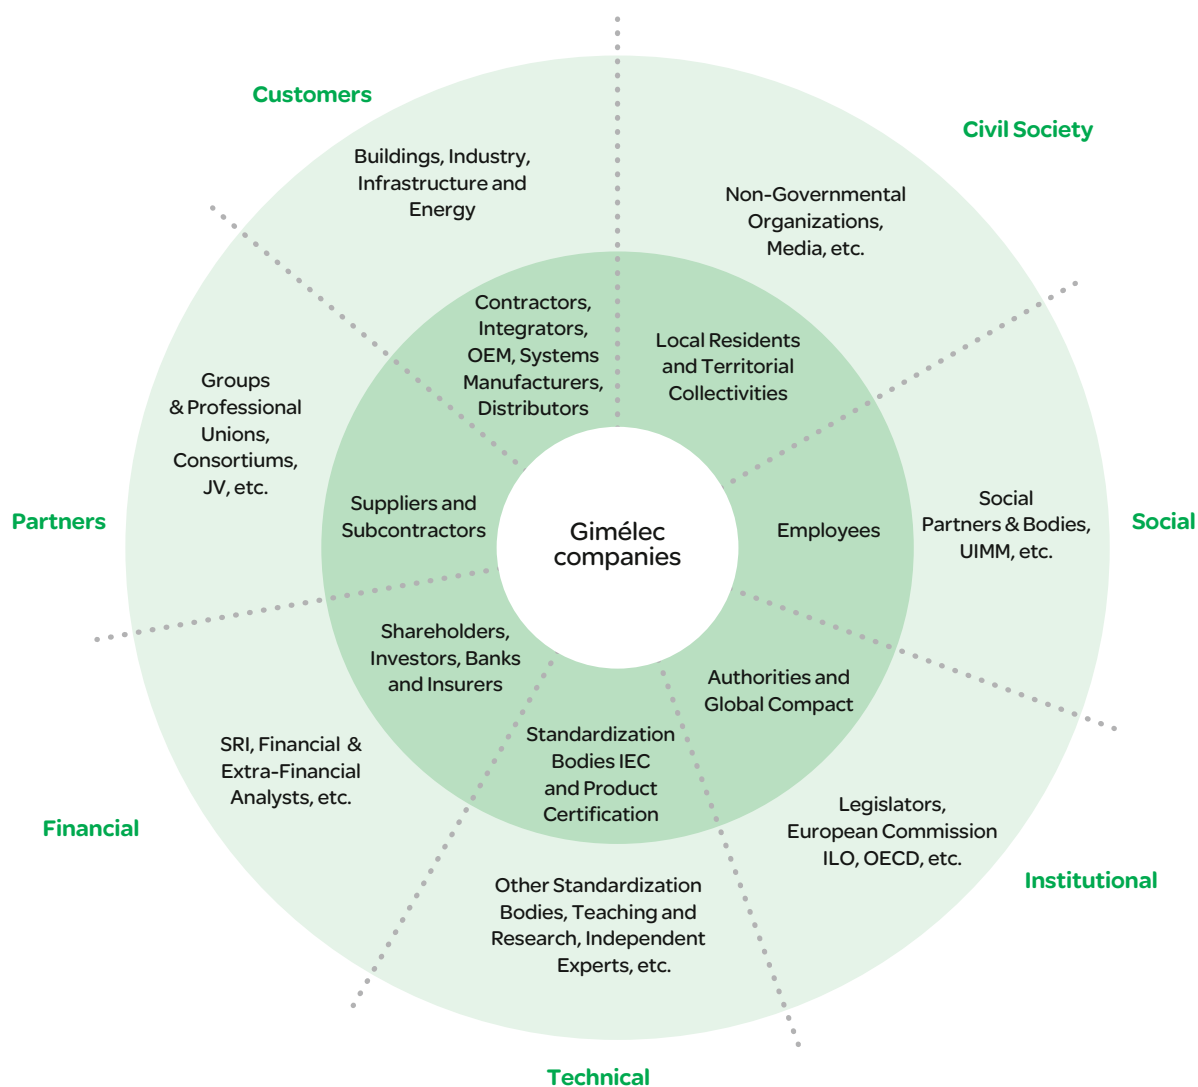 Customers
Buildings, Industry,
Infrastructure and
Energy
Contractors,
Integrators,
OEM, Systems
Manufacturers,
Distributors
Civil Society
Non-Governmental
Organizations,
Media, etc.
Local Residents
and Territorial
Collectivities
Partners
Groups
& Professional
Unions,
Consortiums,
JV, etc.
Suppliers and
Subcontractors
Gimélec
companies
Employees
Social
Partners & Bodies,
UIMM, etc.
Social
Financial
SRI, Financial &
Extra-Financial
Analysts, etc.
Shareholders,
Investors, Banks
and Insurers
Standardization
Bodies IEC
and Product
Certification
Other Standardization
Bodies, Teaching and
Research, Independent
Experts, etc.
Technical
Authorities and
Global Compact
Legislators,
European Commission
ILO, OECD, etc.
Institutional